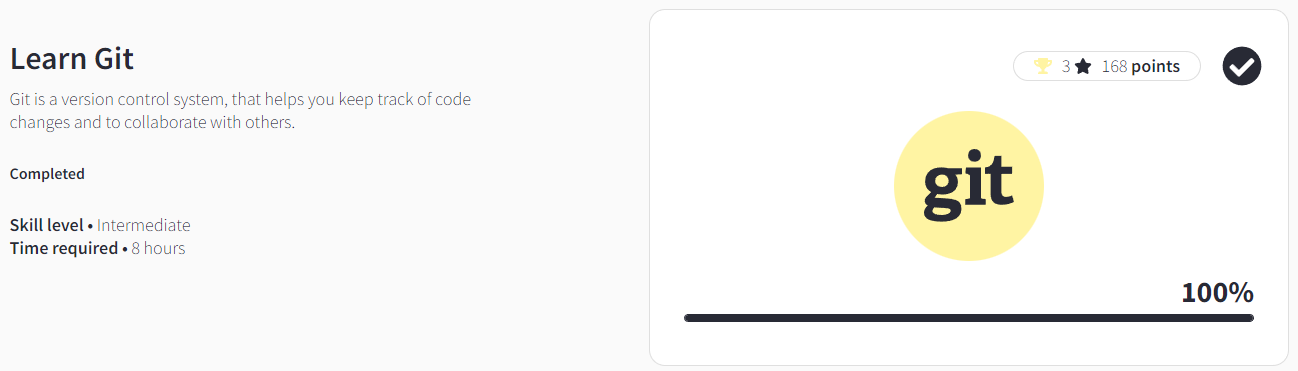 Learn Git
Git is a version control system, that helps you keep track of code
changes and to collaborate with others.
Completed
Skill level • Intermediate
Time required • 8 hours
3 168 points
git
100%